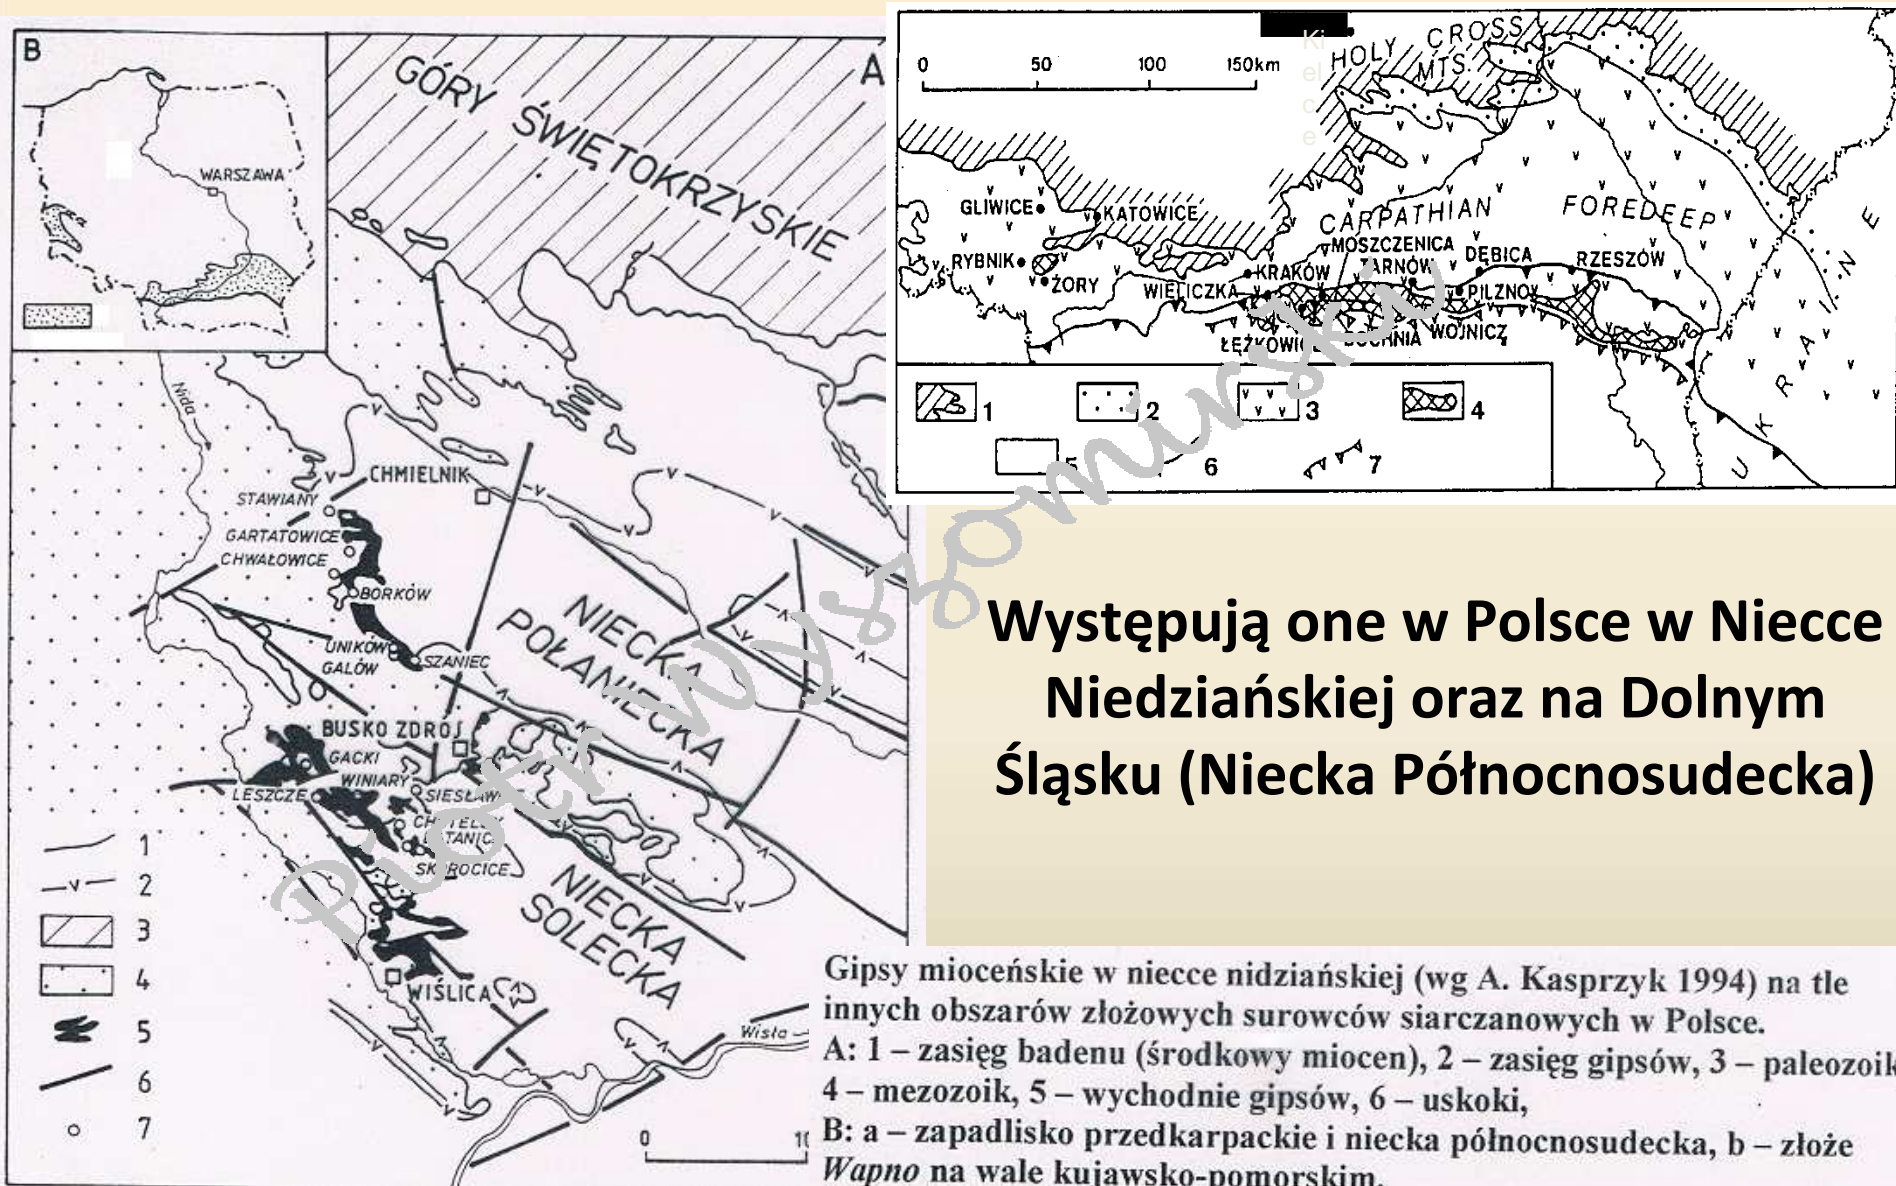 B
WARSZAWA
a
A
GÓRY ŚWIĘTOKRZYSKIE
Nida
CHMIELNIK
STAWIANY
GARTATOWICE
CHWAŁOWICE
BORKÓW
UNIKÓW
GALÓW
SZANIEC
NIECKA
POŁANIECKA
BUSKO ZDRÓJ
GACKI
WINIARY
LESZCZE
NIECKA
SOLECKA
WIŚLICA
Wisła
1
2
3
4
5
6
7
0
0 50 100 150km
Kielce
HOLY CROSS
MTS.
GLIWICE
KATOWICE
CARPATHIAN FOREDEEP
RYBNIK
ŻORY
MOSZCZENICA
KRAKÓW
TARNÓW
DĘBICA
RZESZÓW
WIELICZKA
PILZNO
WOJNICZ
UKRAINE
1 2 3 4
5 6 7
Piotr Wyszomirski
Występują one w Polsce w Niecce
Niedziańskiej oraz na Dolnym
Śląsku (Niecka Północnosudecka)
Gipsy mioceńskie w niecce nidziańskiej (wg A. Kasprzyk 1994) na tle
innych obszarów złożowych surowców siarczanowych w Polsce.
A: 1 – zasięg badenu (środkowy miocen), 2 – zasięg gipsów, 3 – paleozoik
4 – mezozoik, 5 – wychodnie gipsów, 6 – uskoki,
B: a – zapadlisko przedkarpackie i niecka północnosudecka, b – złoże
Wapno na wale kujawsko-pomorskim.